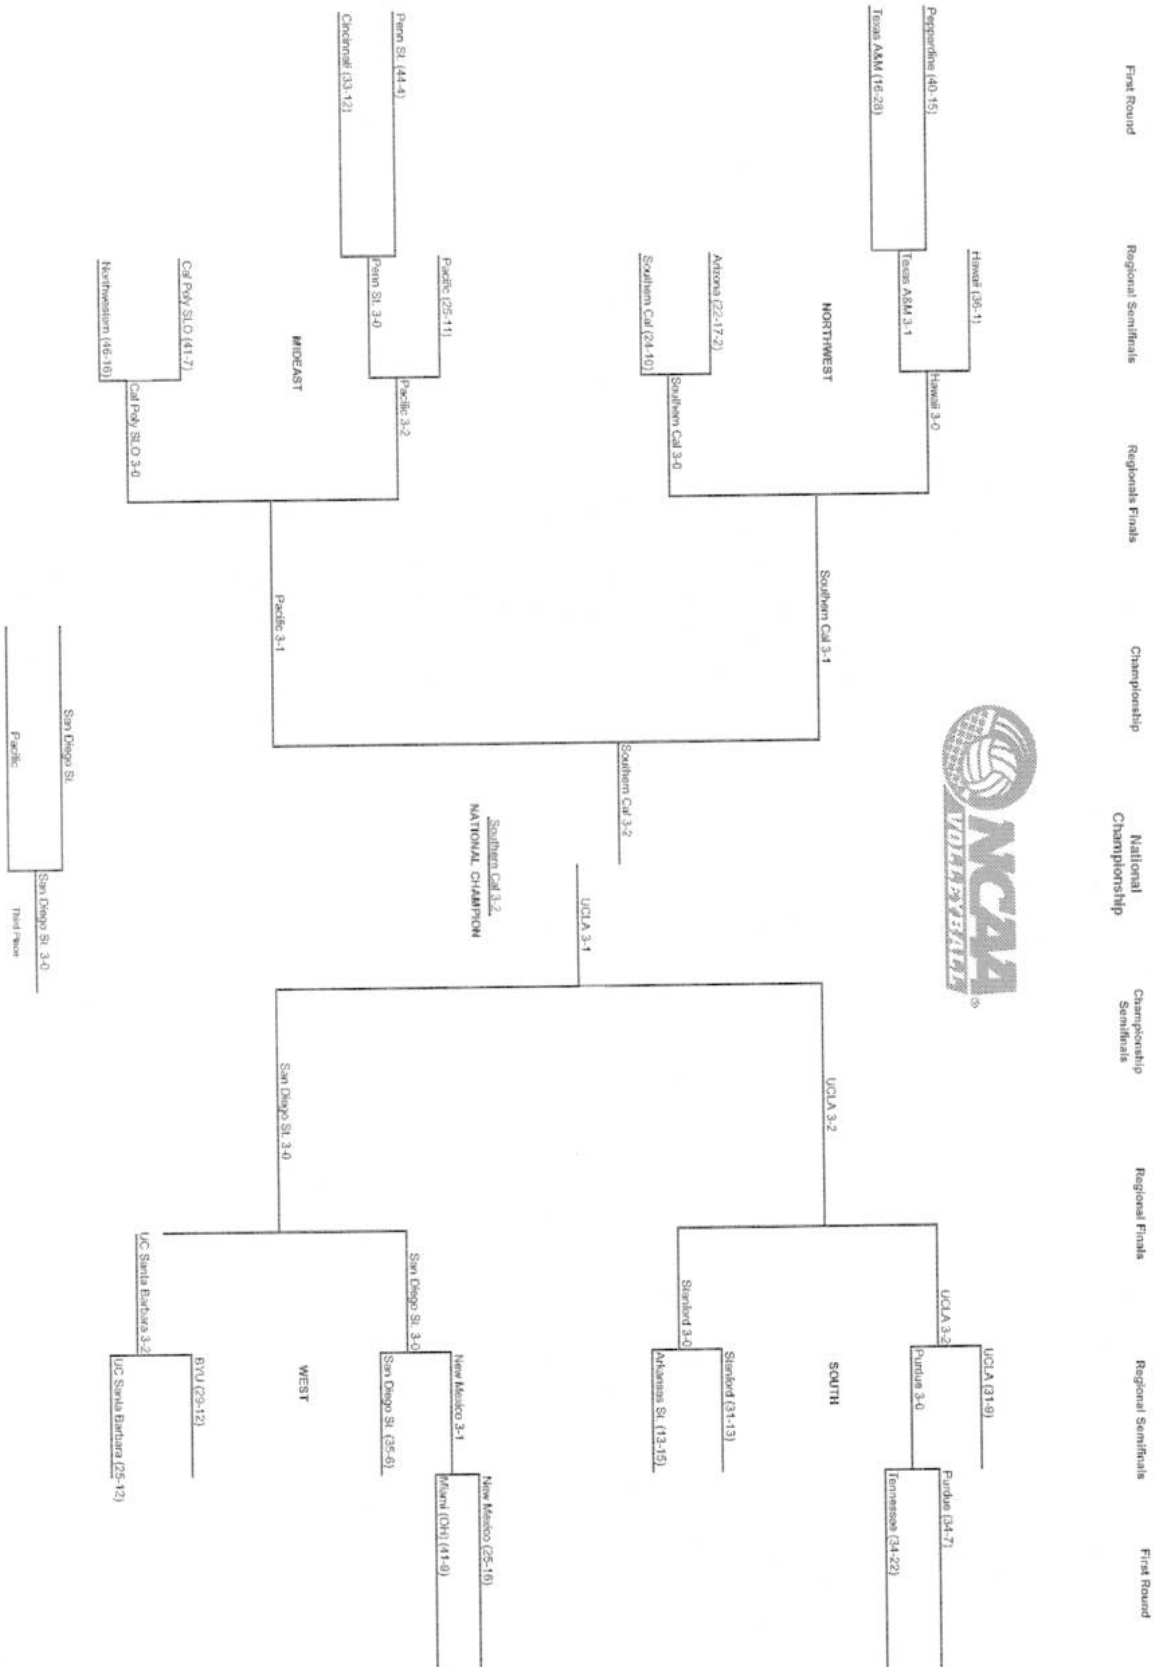 First Round
Regional Semifinals
Regionals Finals
Championship
National
Championship
Championship
Semifinals
Regional Finals
Regional Semifinals
First Round
NCAA
VOLLEYBALL
®
Hawaii (36-1)
Pepperdine (40-15)
Texas A&M (16-28)
Texas A&M 3-1
Hawaii 3-0
NORTHWEST
Arizona (22-17-2)
Southern Cal (24-10)
Southern Cal 3-0
Southern Cal 3-1
Pacific (25-11)
Penn St. (44-4)
Cincinnati (33-12)
Penn St. 3-0
Pacific 3-2
MIDEAST
Cal Poly SLO (41-7)
Northwestern (46-16)
Cal Poly SLO 3-0
Pacific 3-1
Southern Cal 3-2
UCLA 3-1
Southern Cal 3-2
NATIONAL CHAMPION
UCLA (31-9)
Purdue 3-0
Purdue (34-7)
Tennessee (34-22)
UCLA 3-2
SOUTH
Stanford (31-13)
Arkansas St. (13-15)
Stanford 3-0
UCLA 3-2
New Mexico (25-16)
Miami (OH) (41-9)
New Mexico 3-1
San Diego St. (35-6)
San Diego St. 3-0
WEST
BYU (29-12)
UC Santa Barbara (25-12)
UC Santa Barbara 3-2
San Diego St. 3-0
San Diego St.
Pacific
San Diego St. 3-0
Third Place